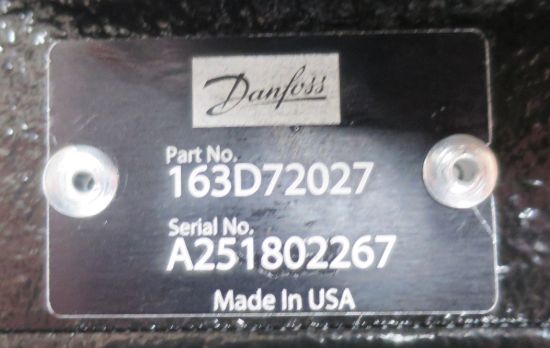 Danfoss
Part No.
163D72027
Serial No.
A251802267
Made In USA